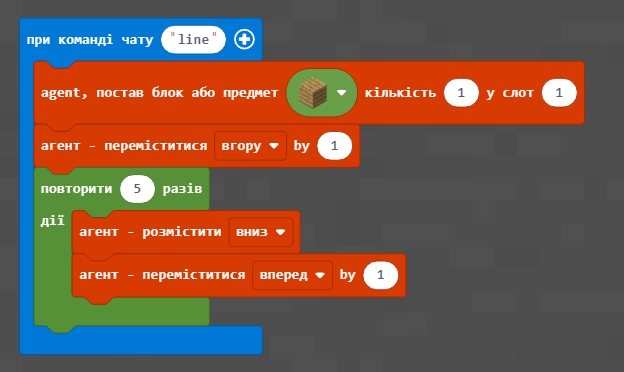 при команді чату "line"
agent, постав блок або предмет кількість 1 у слот 1
агент - переміститися вгору by 1
повторити 5 разів
дії
агент - розмістити вниз
агент - переміститися вперед by 1